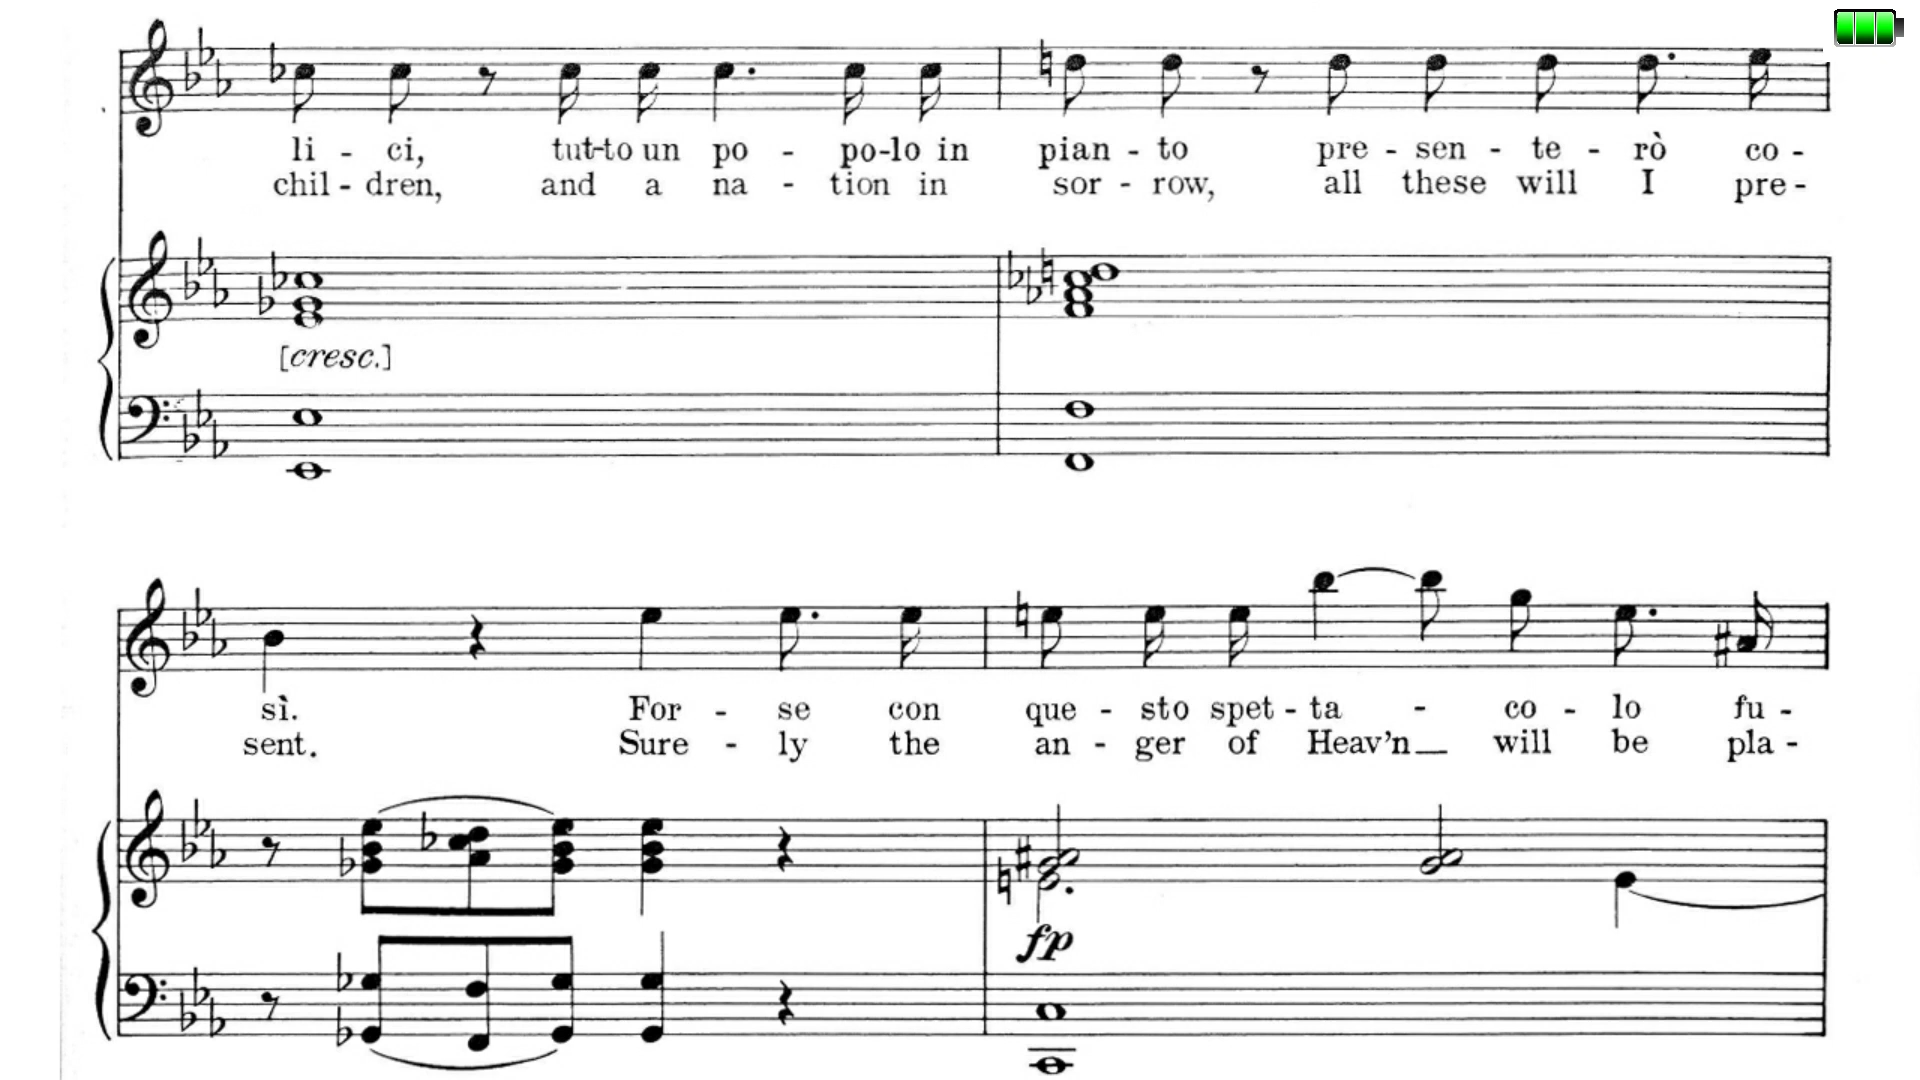 li - ci, tut-to un po - po-lo in pian - to pre - sen - te - rò co -
chil - dren, and a na - tion in sor - row, all these will I pre -
[cresc.]
sì. For - se con que - sto spet - ta - co - lo fu -
sent. Sure - ly the an - ger of Heav'n will be pla -
fp